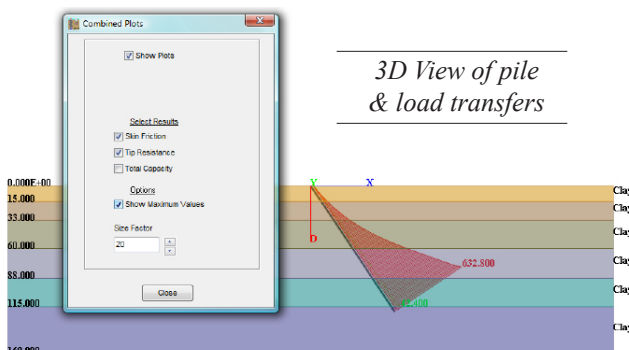 Combined Plots
Show Plots
Select Results
Skin Friction
Tip Resistance
Total Capacity
Options
Show Maximum Values
Size Factor
20
Close
3D View of pile
& load transfers
0.000E+00
15.000
33.000
60.000
88.000
115.000
Y
X
D
632.800
Clay
Clay
Clay
Clay
Clay
Clay